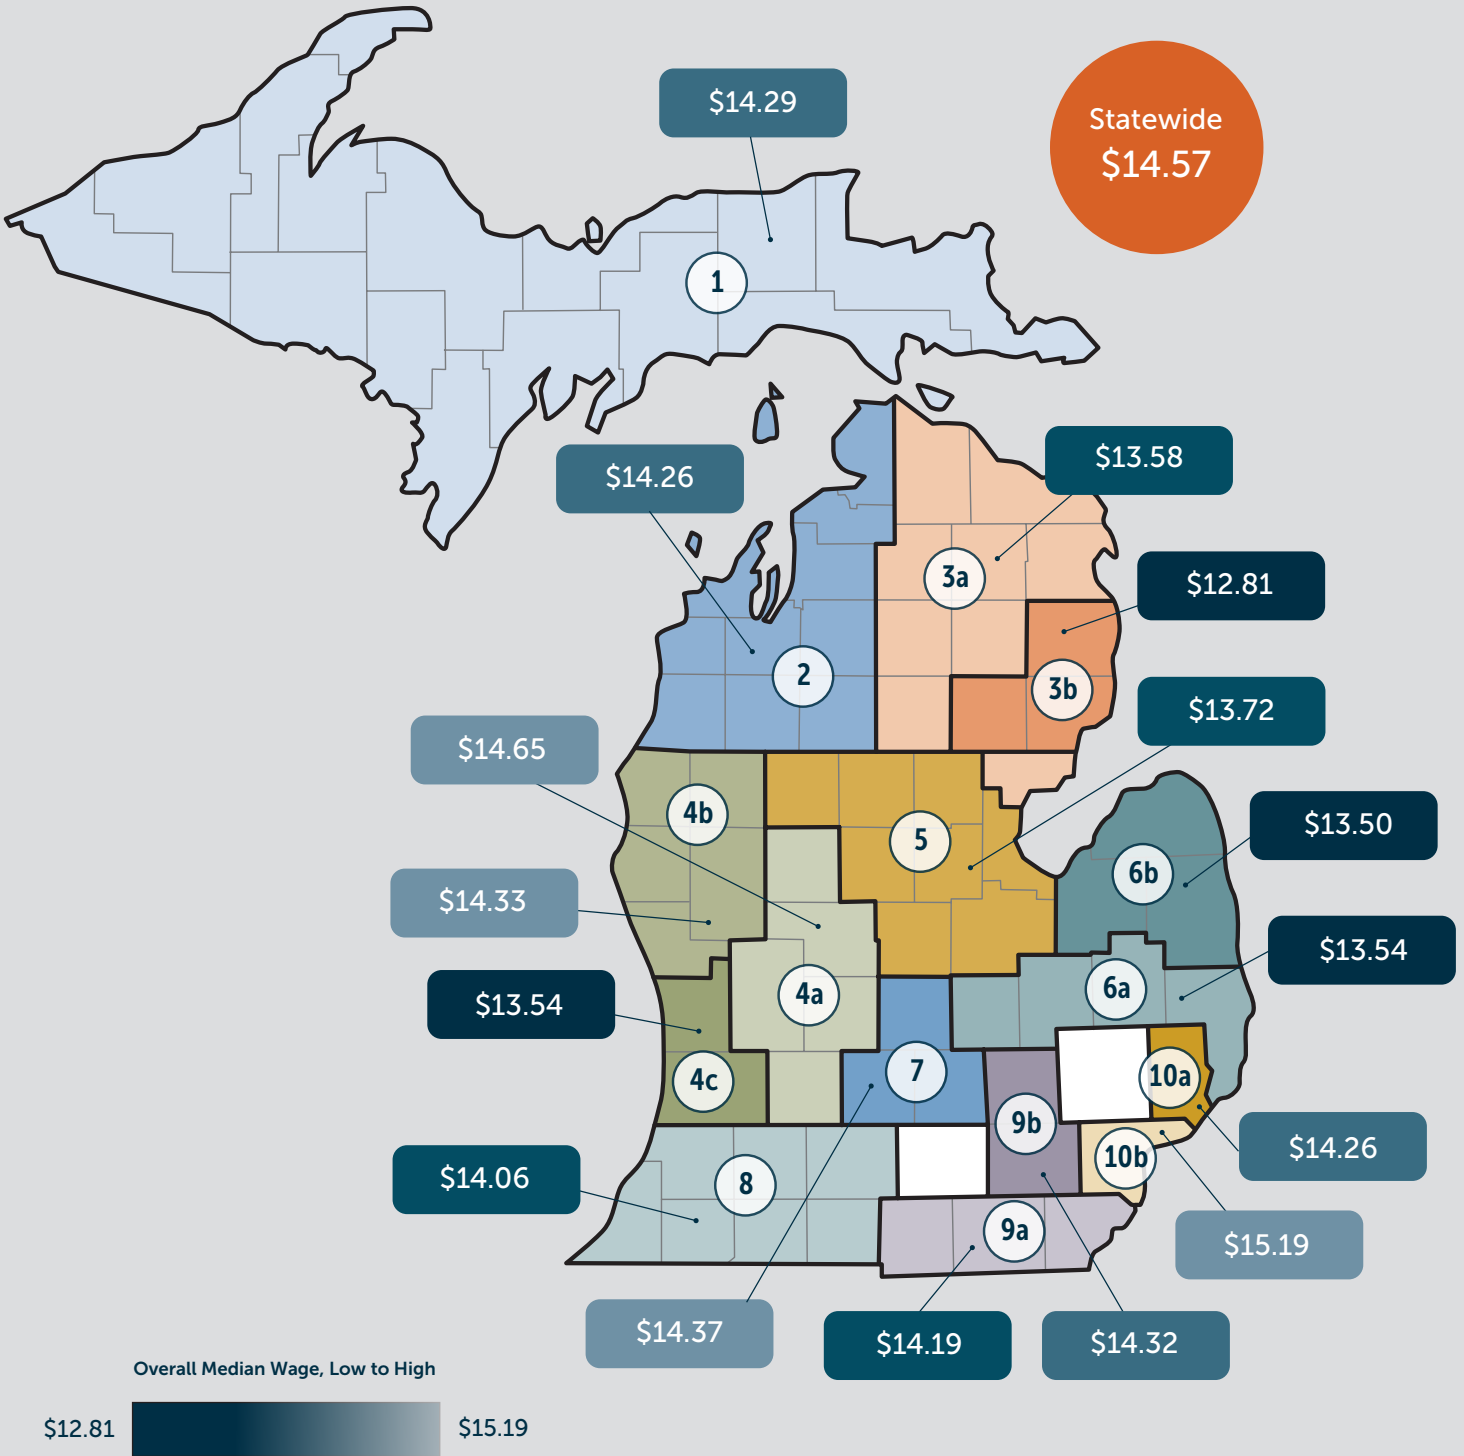 $14.29
Statewide
$14.57
1
$13.58
$14.26
3a
$12.81
2
3b
$13.72
$14.65
4b
5
$13.50
6b
$14.33
$13.54
4a
6a
$13.54
7
10a
4c
9b
$14.26
10b
$14.06
8
9a
$15.19
$14.37
$14.19
$14.32
Overall Median Wage, Low to High
$12.81
$15.19